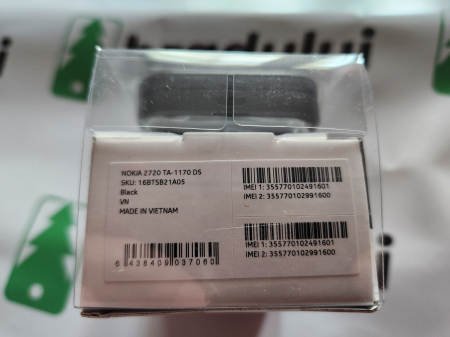 NOKIA 2720 TA-1170 DS
SKU: 16BTSB21A05
Black
VN
MADE IN VIETNAM
6 438409 037060
IMEI 1: 355770102491601
IMEI 2: 355770102991600
IMEI 1: 355770102491601
IMEI 2: 355770102991600